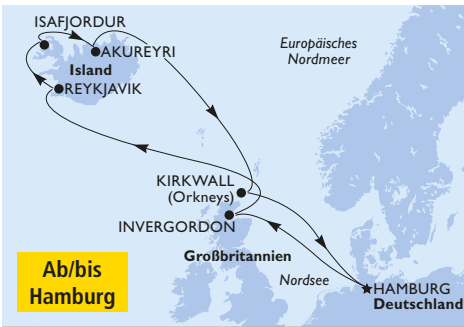 ISAFJORDUR
AKUREYRI
Island
REYKJAVIK
Europäisches
Nordmeer
KIRKWALL
(Orkneys)
INVERGORDON
Großbritannien
Nordsee
HAMBURG
Deutschland
Ab/bis
Hamburg